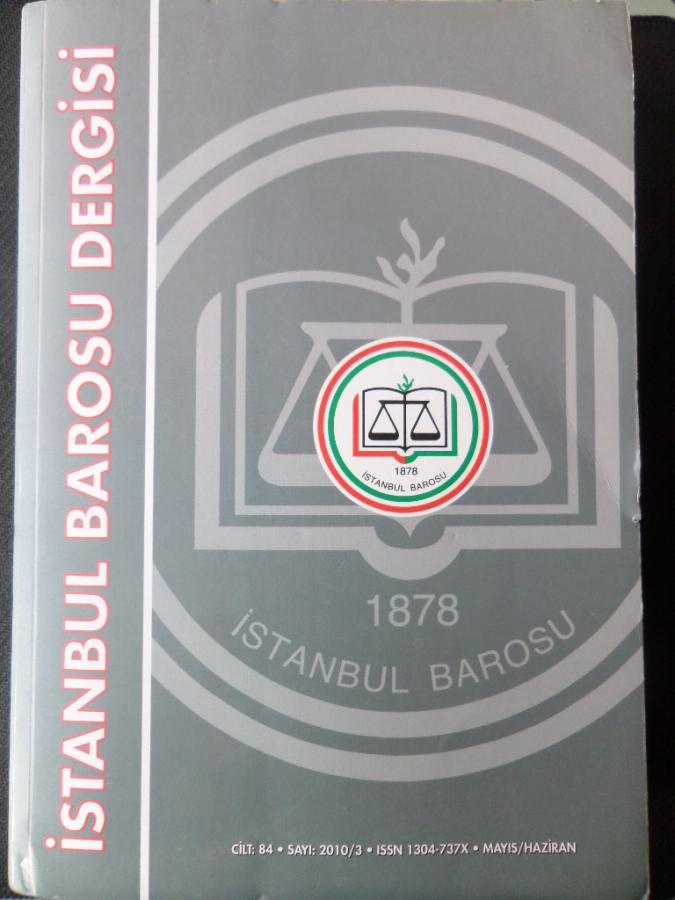 İSTANBUL BAROSU DERGİSİ
1878
İSTANBUL BAROSU
1878
İSTANBUL BAROSU
CİLT: 84 • SAYI: 2010/3 • ISSN 1304-737X • MAYIS/HAZİRAN